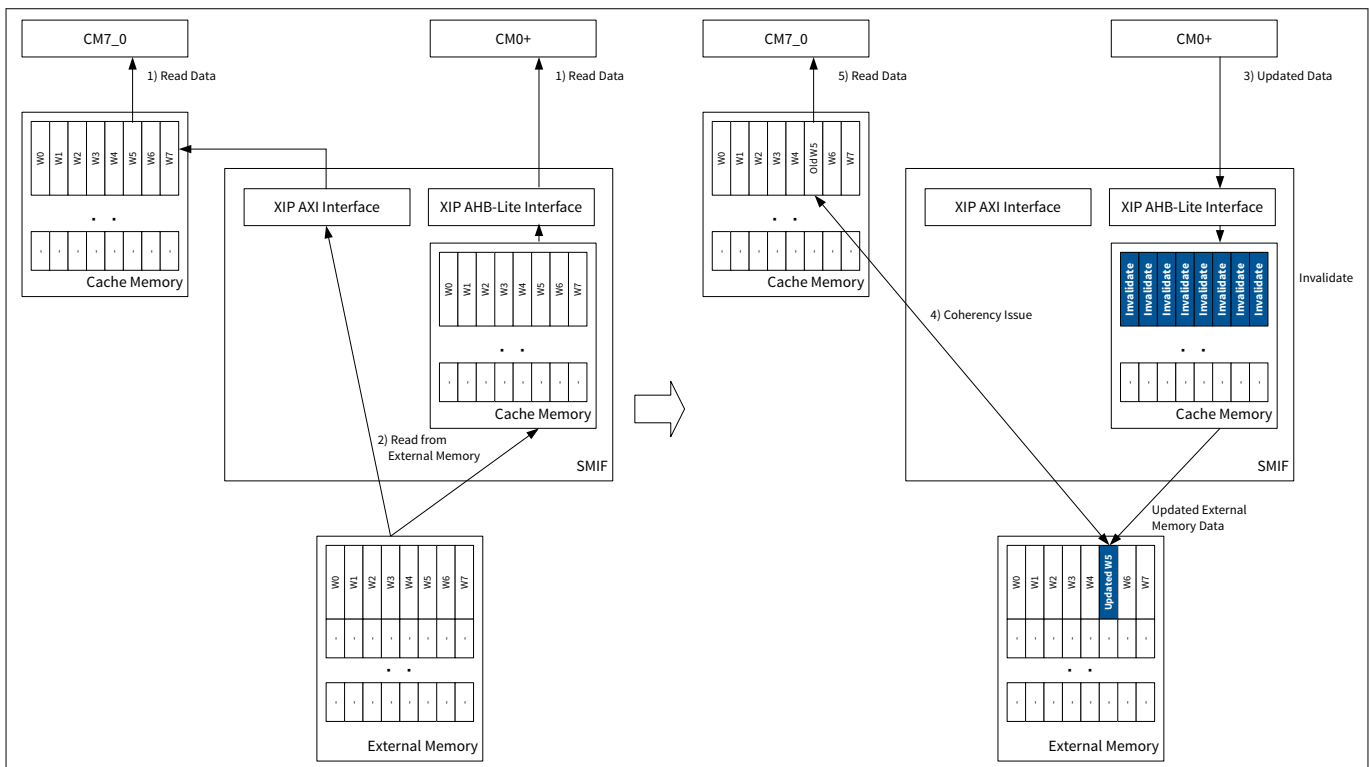 CM7_0
CM0+
1) Read Data
1) Read Data
W0
W1
W2
W3
W4
W5
W6
W7
. .
- - - - - - - -
Cache Memory
XIP AXI Interface
XIP AHB-Lite Interface
W0
W1
W2
W3
W4
W5
W6
W7
. .
- - - - - - - -
Cache Memory
2) Read from
External Memory
SMIF
W0
W1
W2
W3
W4
W5
W6
W7
- - - - - - - -
. .
- - - - - - - -
External Memory
CM7_0
CM0+
5) Read Data
3) Updated Data
W0
W1
W2
W3
W4
Old W5
W6
W7
. .
- - - - - - - -
Cache Memory
XIP AXI Interface
XIP AHB-Lite Interface
Invalidate
Invalidate
Invalidate
Invalidate
Invalidate
Invalidate
Invalidate
Invalidate
Invalidate
. .
- - - - - - - -
Cache Memory
4) Coherency Issue
SMIF
Updated External
Memory Data
W0
W1
W2
W3
W4
Updated W5
W6
W7
- - - - - - - -
. .
- - - - - - - -
External Memory